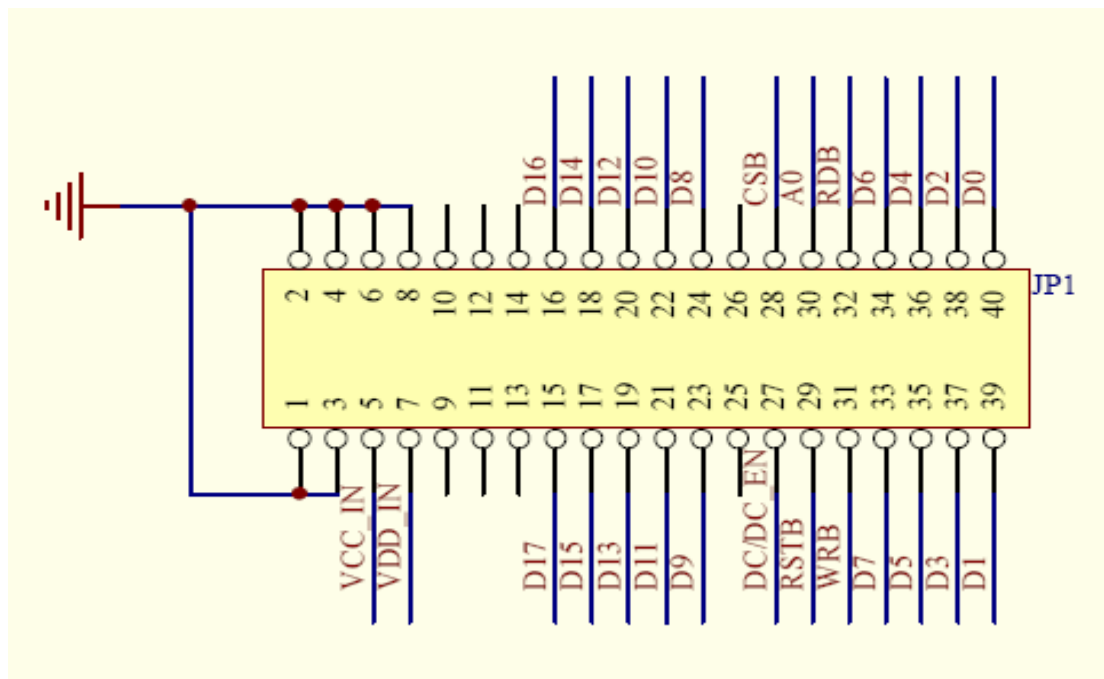 D16
D14
D12
D10
D8
CSB
A0
RDB
D6
D4
D2
D0
JP1
2 4 6 8 10 12 14 16 18 20 22 24 26 28 30 32 34 36 38 40
1 3 5 7 9 11 13 15 17 19 21 23 25 27 29 31 33 35 37 39
VCC_IN
VDD_IN
D17
D15
D13
D11
D9
DC/DC_EN
RSTB
WRB
D7
D5
D3
D1